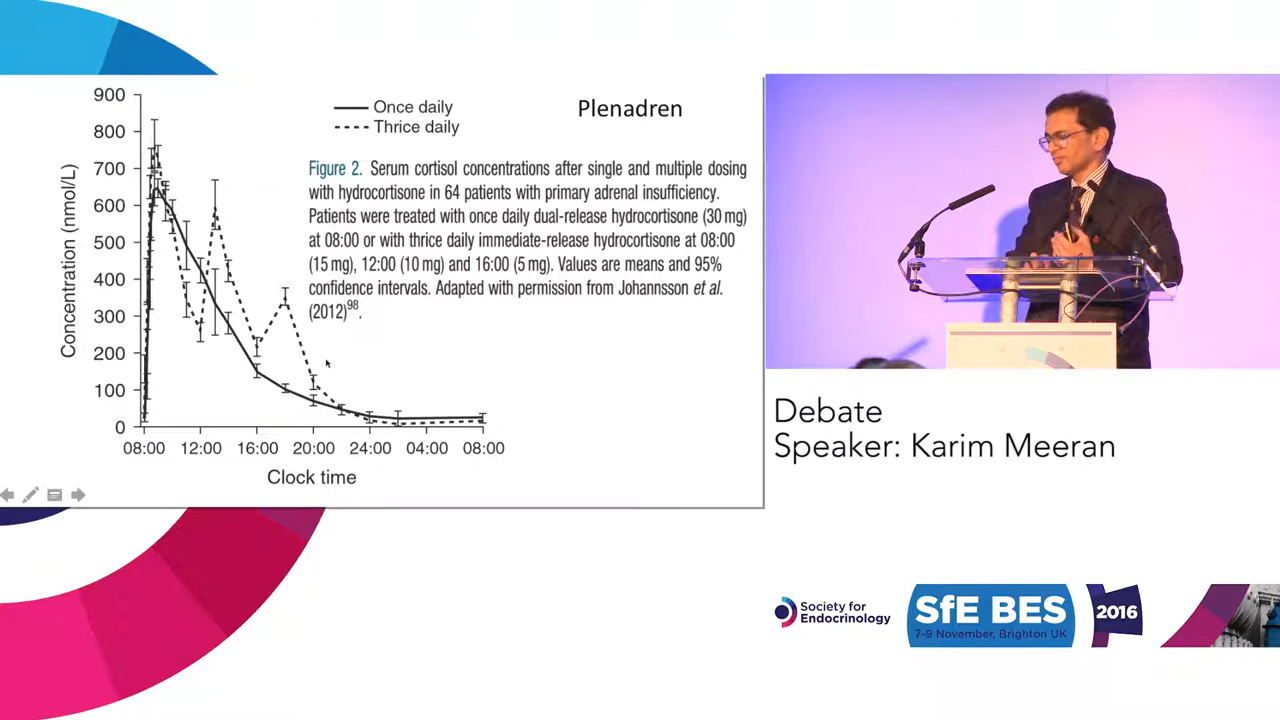 900
800
700
600
500
400
300
200
100
0
Concentration (nmol/L)
08:00 12:00 16:00 20:00 24:00 04:00 08:00
Clock time
Once daily
Thrice daily
Plenadren
Figure 2. Serum cortisol concentrations after single and multiple dosing
with hydrocortisone in 64 patients with primary adrenal insufficiency.
Patients were treated with once daily dual-release hydrocortisone (30 mg)
at 08:00 or with thrice daily immediate-release hydrocortisone at 08:00
(15 mg), 12:00 (10 mg) and 16:00 (5 mg). Values are means and 95%
confidence intervals. Adapted with permission from Johannsson et al.
(2012)98.
Debate
Speaker: Karim Meeran
Society for
Endocrinology
SfE BES
7-9 November, Brighton UK
2016